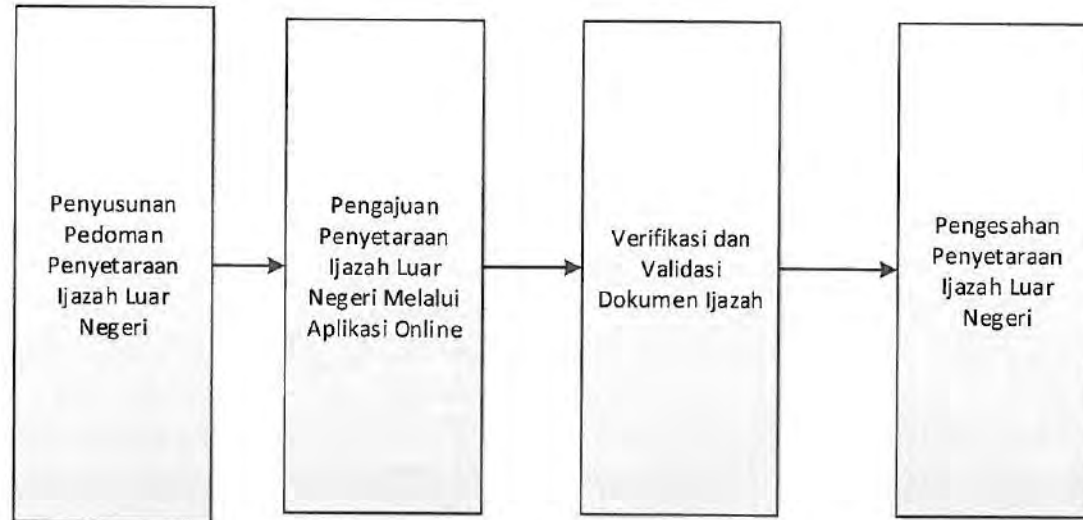 Penyusunan
Pedoman
Penyetaraan
Ijazah Luar
Negeri
Pengajuan
Penyetaraan
Ijazah Luar
Negeri Melalui
Aplikasi Online
Verifikasi dan
Validasi
Dokumen Ijazah
Pengesahan
Penyetaraan
Ijazah Luar
Negeri